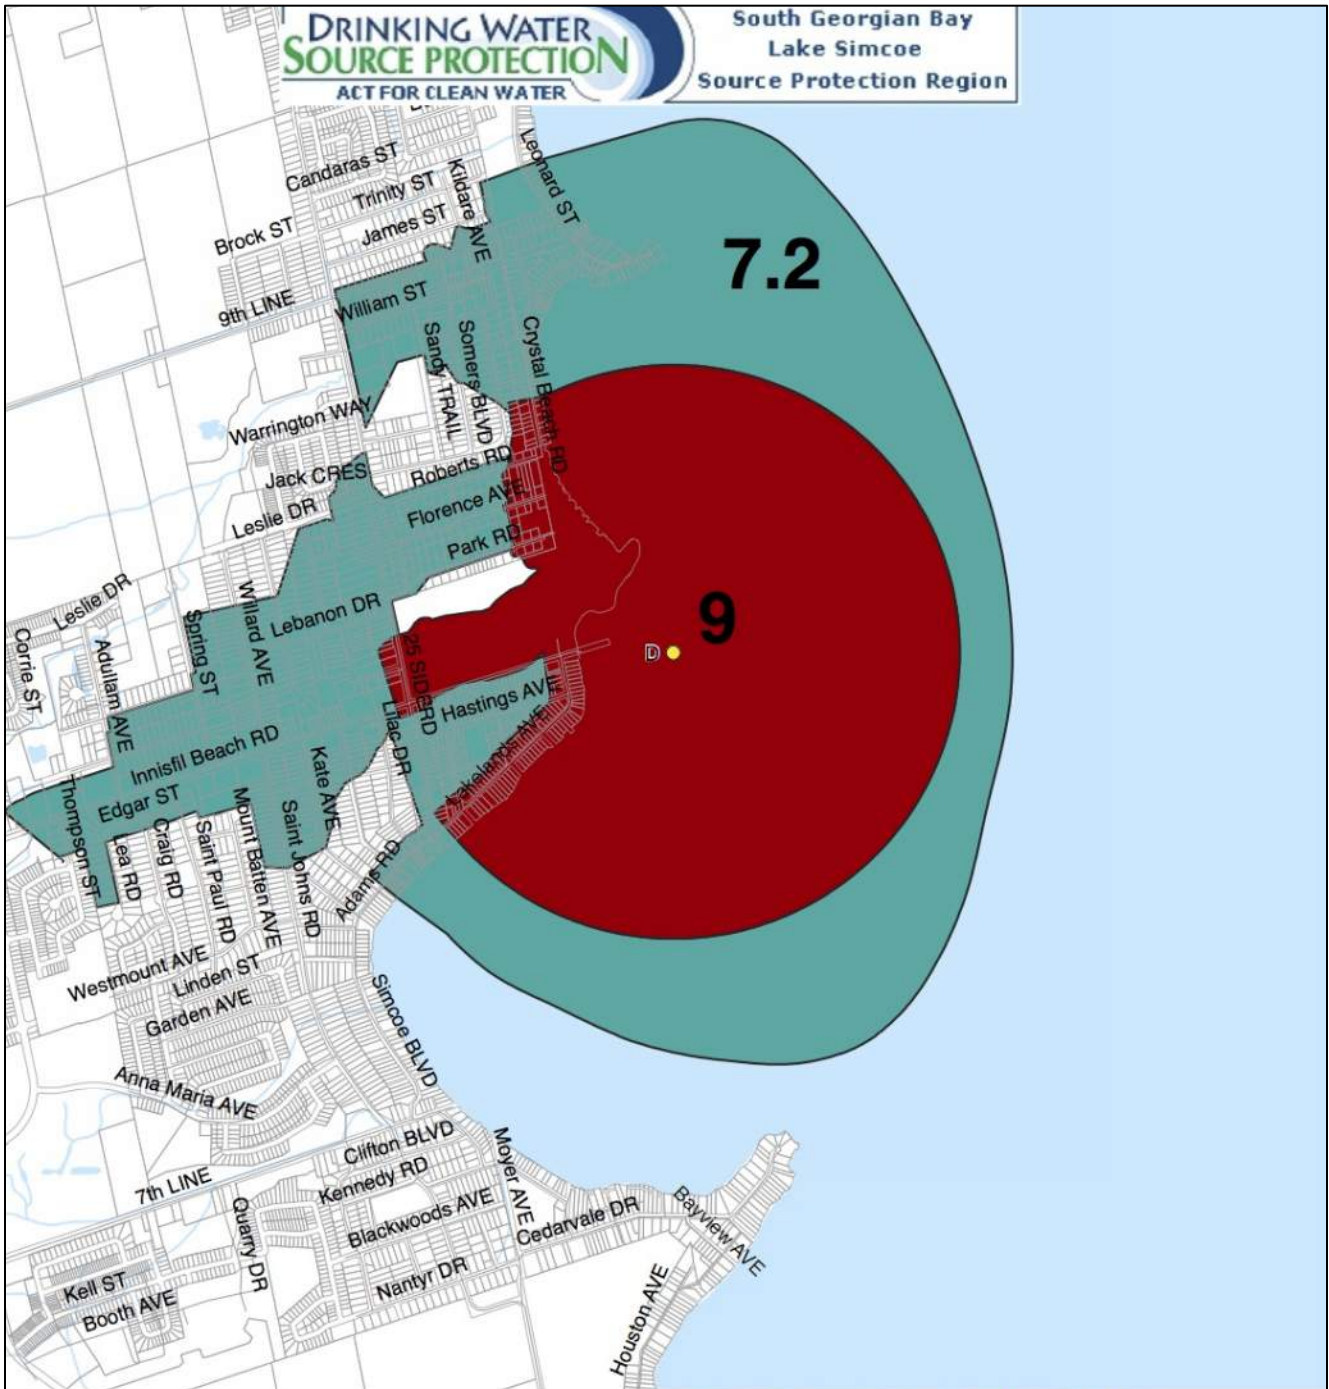 DRINKING WATER
SOURCE PROTECTION
ACT FOR CLEAN WATER
South Georgian Bay
Lake Simcoe
Source Protection Region
Candaras ST
Leonard ST
Trinity ST
Kildare AVE
Brock ST
James ST
7.2
9th LINE
William ST
Sandy TRAIL
Somers BLVD
Crystal Beach RD
Warrington WAY
Jack CRES
Roberts RD
Leslie DR
Florence AVE
Park RD
Leslie DR
Willard AVE
Lebanon DR
9
Corrie ST
Adullam AVE
Spring ST
25 SIDERD
D
Hastings AVE
Lilac DR
Innisfil Beach RD
Kate AVE
Lakelands AVE
Thompson ST
Edgar ST
Lea RD
Craig RD
Saint Paul RD
Mount Batten AVE
Saint Johns RD
Adams RD
Westmount AVE
Linden ST
Garden AVE
Simcoe BLVD
Anna Maria AVE
Clifton BLVD
Moyer AVE
7th LINE
Kennedy RD
Quarry DR
Blackwoods AVE
Cedarvale DR
Bayview AVE
Kell ST
Nantyr DR
Booth AVE
Houston AVE